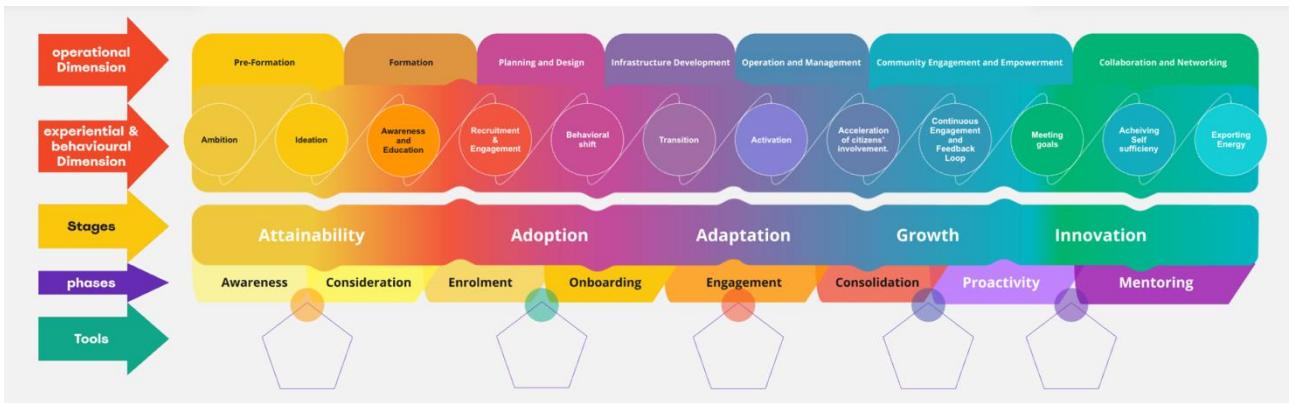 operational
Dimension
Pre-Formation
Formation
Planning and Design
Infrastructure Development
Operation and Management
Community Engagement and Empowerment
Collaboration and Networking
experiential &
behavioural
Dimension
Ambition
Ideation
Awareness
and
Education
Recruitment
&
Engagement
Behavioral
shift
Transition
Activation
Acceleration
of citizens'
involvement.
Continuous
Engagement
and
Feedback
Loop
Meeting
goals
Acheiving
Self
sufficieny
Exporting
Energy
Stages
Attainability
Adoption
Adaptation
Growth
Innovation
phases
Awareness
Consideration
Enrolment
Onboarding
Engagement
Consolidation
Proactivity
Mentoring
Tools